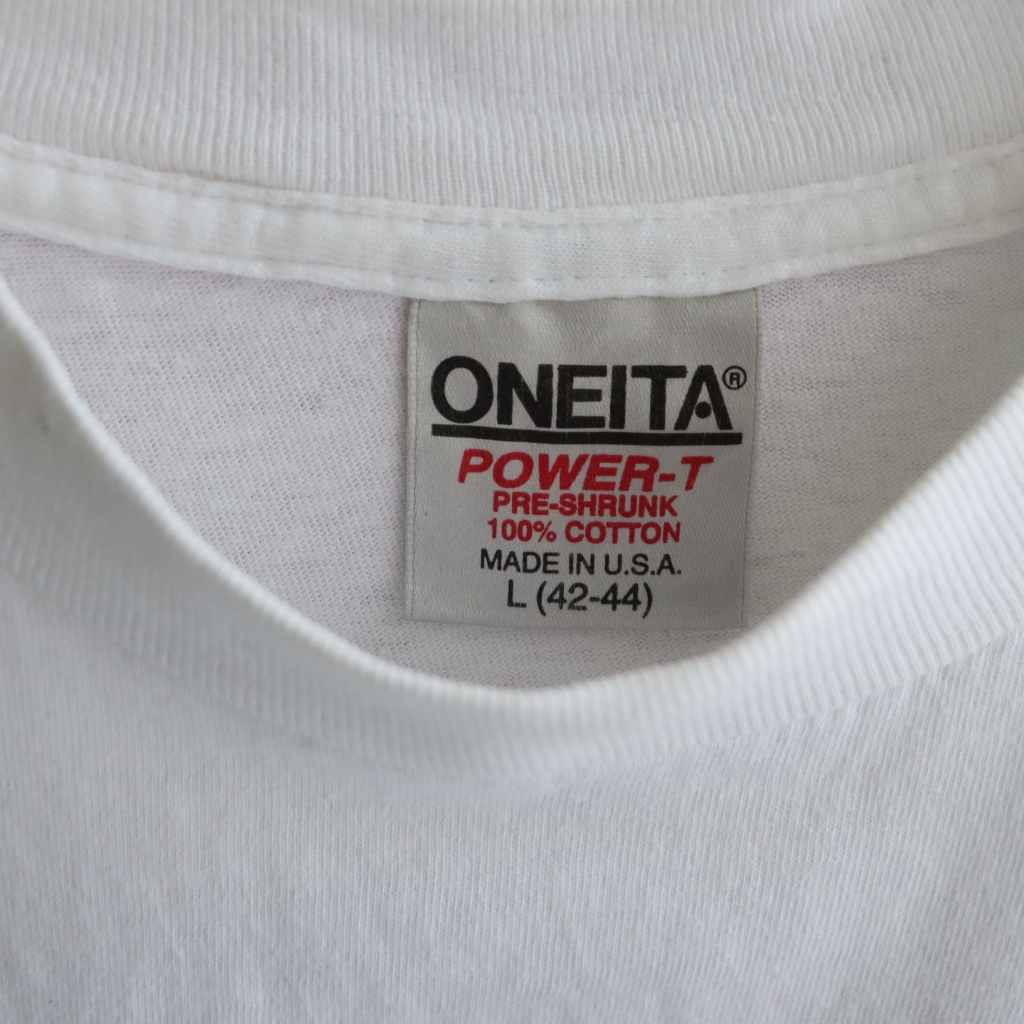 ONEITA®
POWER-T
PRE-SHRUNK
100% COTTON
MADE IN U.S.A.
L (42-44)